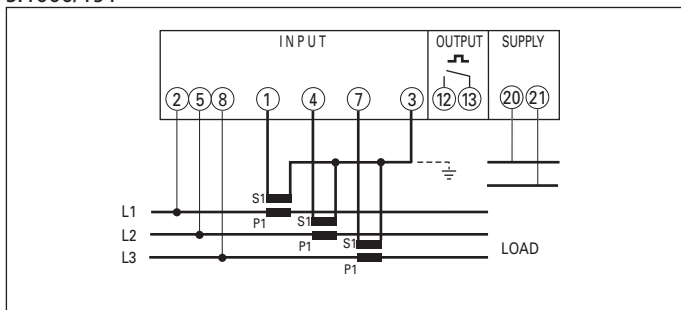 INPUT OUTPUT SUPPLY
2 5 8 1 4 7 3 12 13 20 21
S1
L1
P1 S1
L2
P1 S1
LOAD
L3
P1